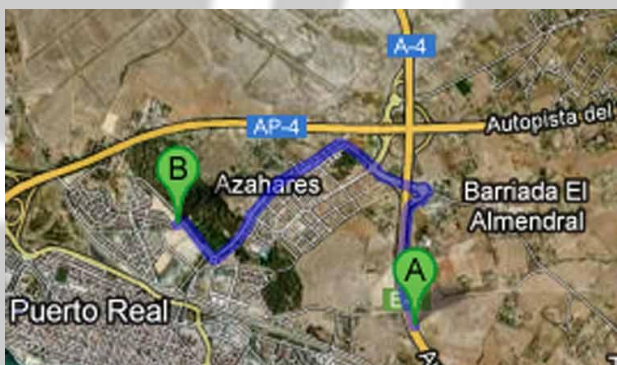 A-4
AP-4
Autopista del
B
Azahares
Barriada El
Almendral
A
E
Puerto Real
A